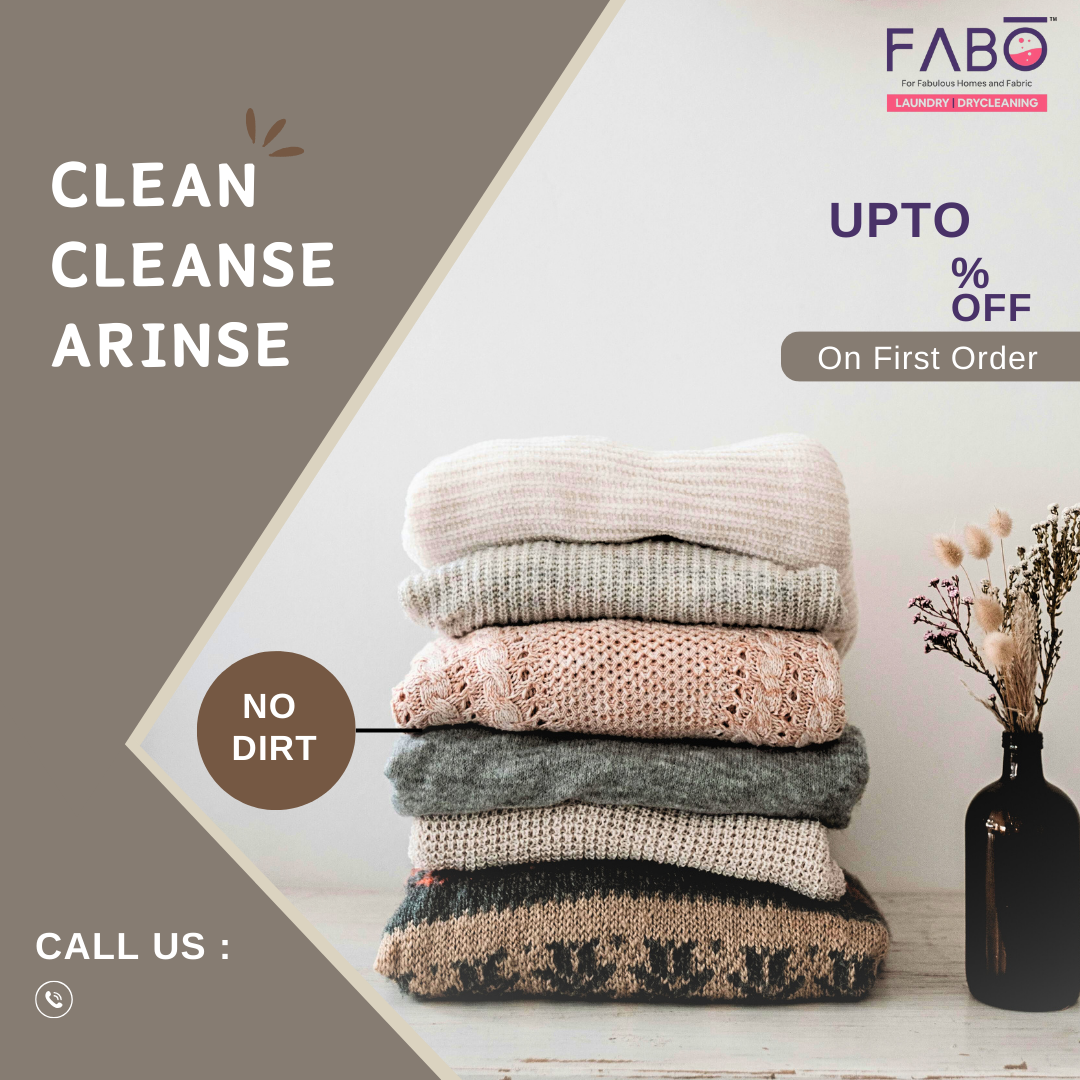 FABO
™
For Fabulous Homes and Fabric
LAUNDRY | DRYCLEANING
CLEAN
CLEANSE
ARINSE
UPTO
%
OFF
On First Order
NO
DIRT
CALL US :